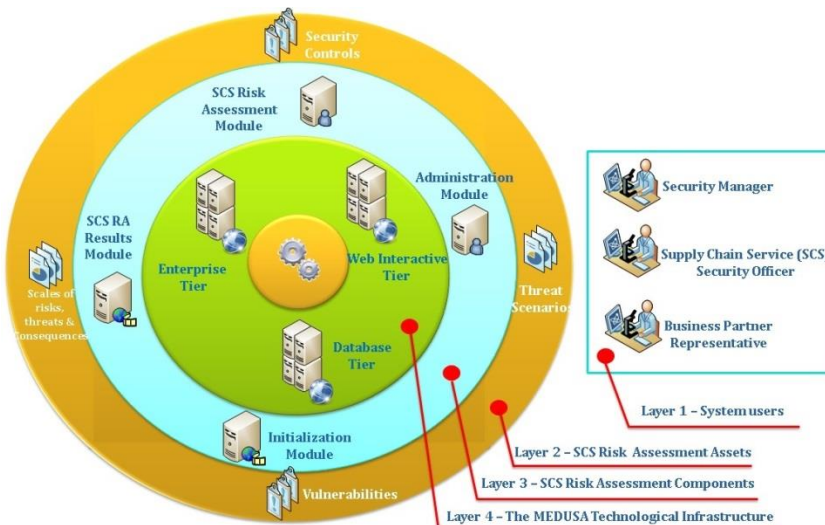 Security
Controls
SCS Risk
Assessment
Module
Administration
Module
SCS RA
Results
Module
Enterprise
Tier
Web Interactive
Tier
Scales of
risks,
threats &
Consequences
Threat
Scenarios
Database
Tier
Initialization
Module
Vulnerabilities
Security Manager
Supply Chain Service (SCS
Security Officer
Business Partner
Representative
Layer 1 – System users
Layer 2 – SCS Risk Assessment Assets
Layer 3 – SCS Risk Assessment Components
Layer 4 – The MEDUSA Technological Infrastructure